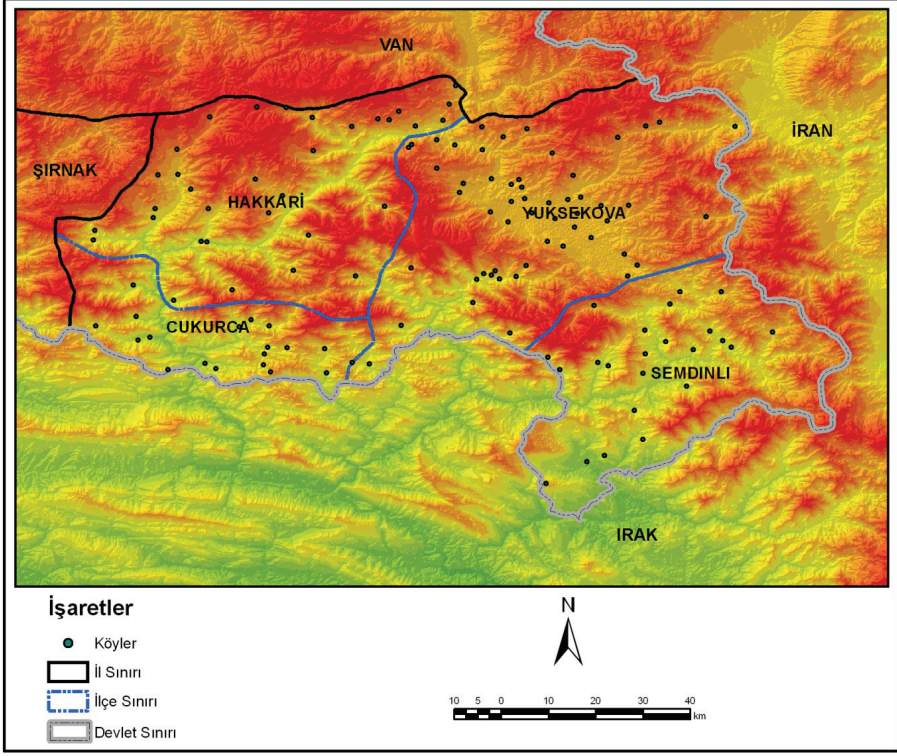 VAN
İRAN
ŞIRNAK
HAKKARİ
YUKSEKOVA
CUKURCA
SEMDINLI
IRAK
İşaretler
Köyler
İl Sınırı
İlçe Sınırı
Devlet Sınırı
N
10 5 0 10 20 30 40
km